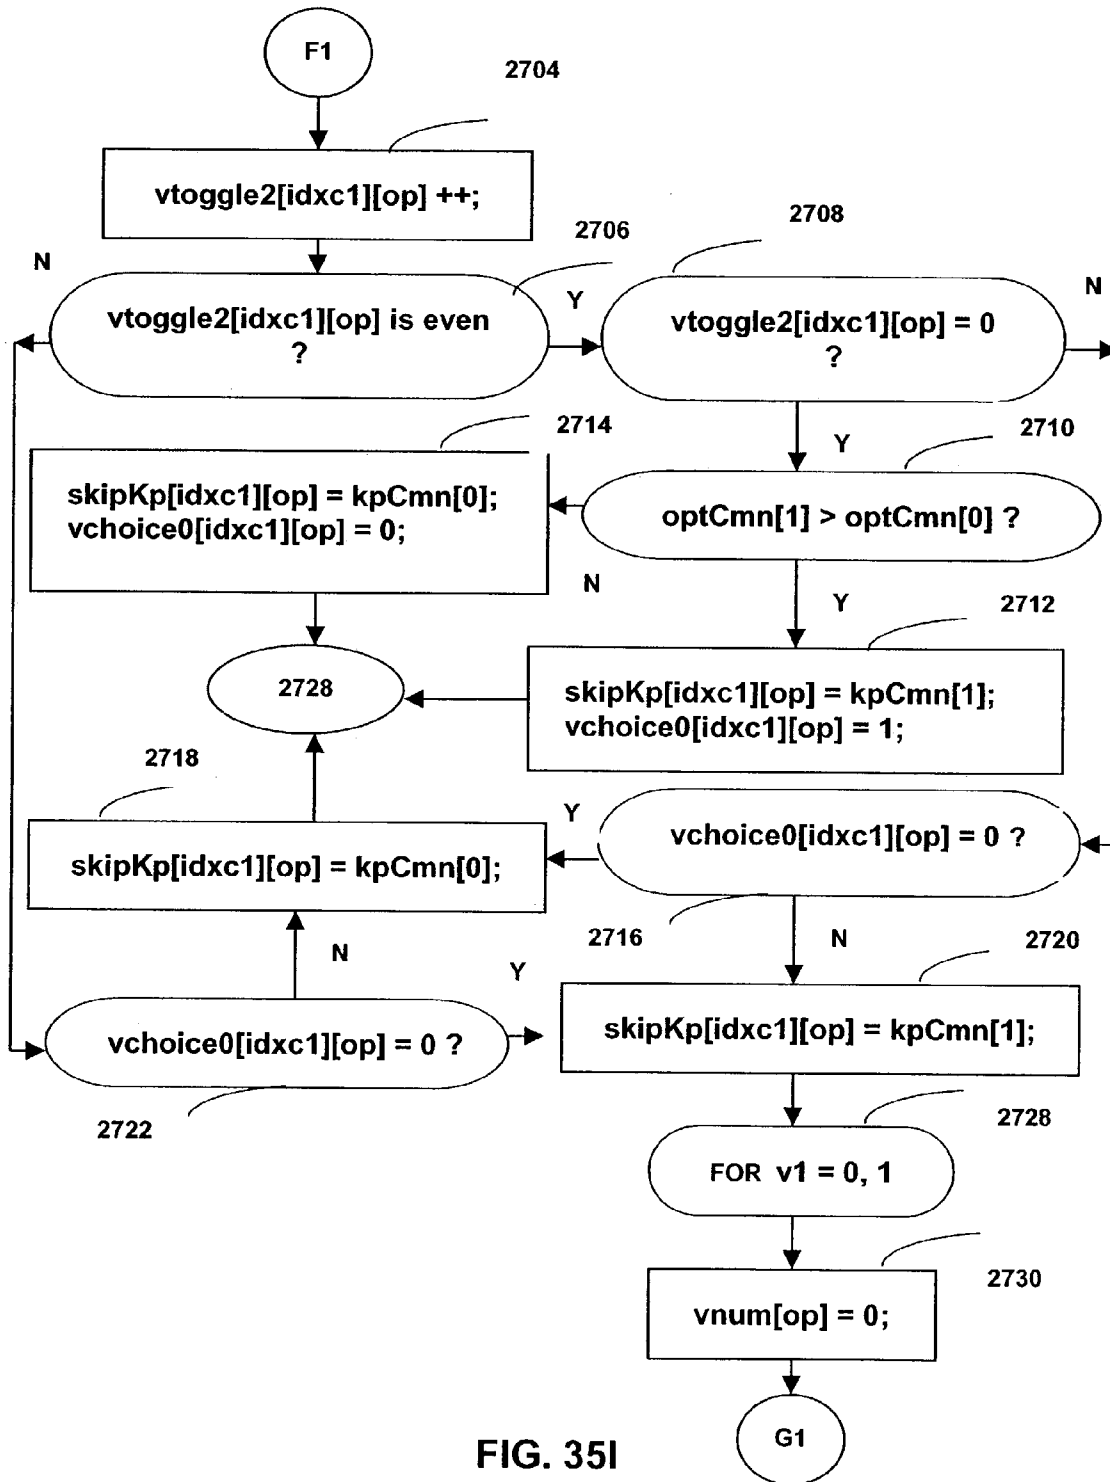 F1
2704
vtoggle2[idxc1][op] ++;
2706
2708
N
vtoggle2[idxc1][op] is even
?
Y
vtoggle2[idxc1][op] = 0
?
N
2714
Y
2710
skipKp[idxc1][op] = kpCmn[0];
vchoice0[idxc1][op] = 0;
optCmn[1] > optCmn[0] ?
N
Y
2712
2728
skipKp[idxc1][op] = kpCmn[1];
vchoice0[idxc1][op] = 1;
2718
Y
vchoice0[idxc1][op] = 0 ?
skipKp[idxc1][op] = kpCmn[0];
2716
N
2720
N
Y
vchoice0[idxc1][op] = 0 ?
skipKp[idxc1][op] = kpCmn[1];
2722
2728
FOR v1 = 0, 1
2730
vnum[op] = 0;
G1
FIG. 35I